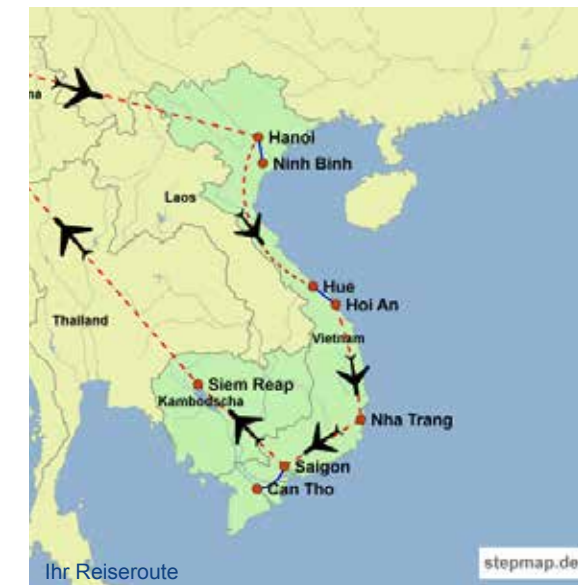 na
Hanoi
Ninh Binh
Laos
Hue
Hoi An
Thailand
Vietnam
Siem Reap
Kambodscha
Nha Trang
Saigon
Can Tho
stepmap.de
Ihr Reiseroute